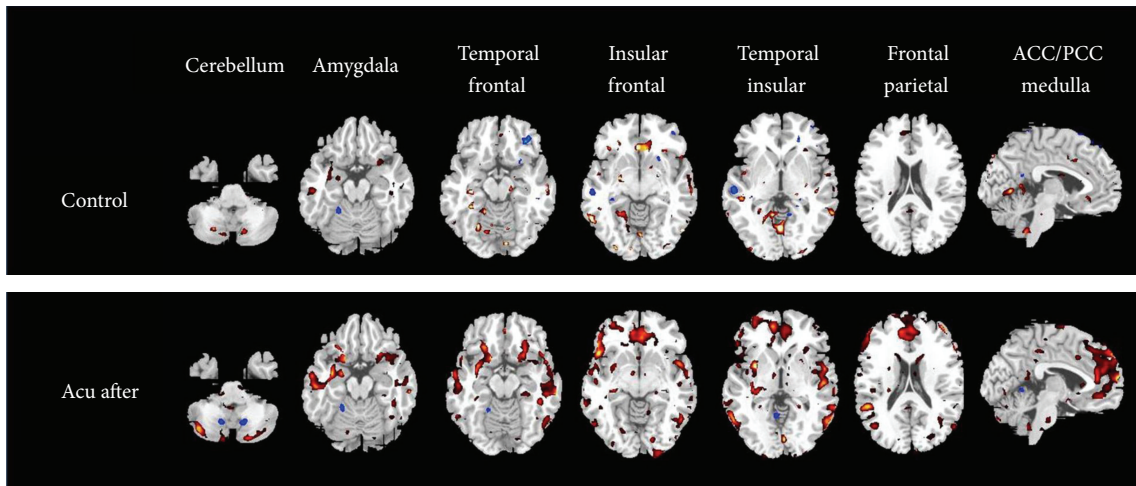 Cerebellum
Amygdala
Temporal
frontal
Insular
frontal
Temporal
insular
Frontal
parietal
ACC/PCC
medulla
Control
Acu after